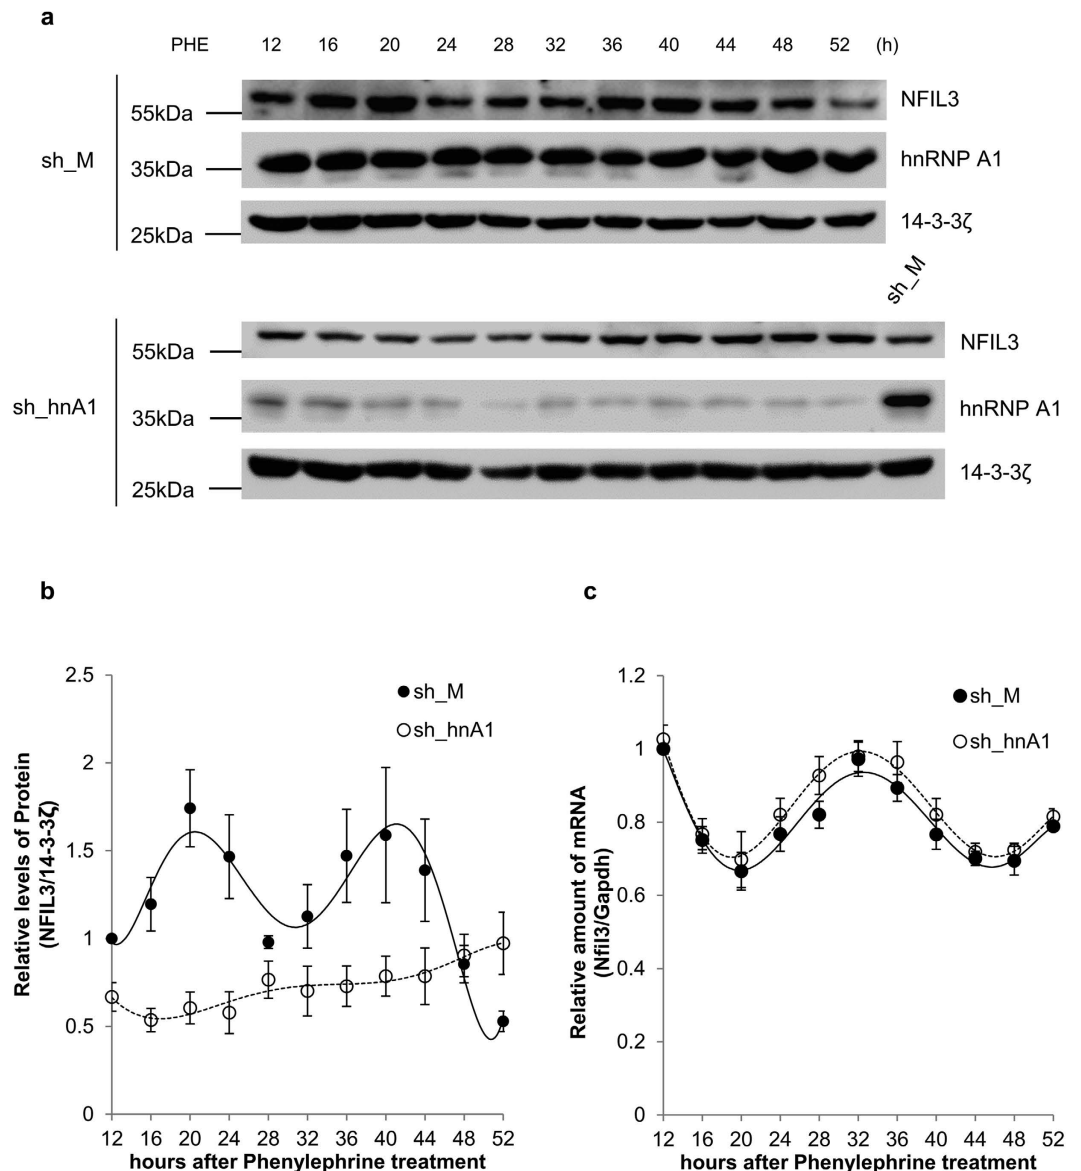 a
PHE 12 16 20 24 28 32 36 40 44 48 52 (h)
NFIL3
55kDa
sh_M
hnRNP A1
35kDa
14-3-3ζ
25kDa
sh_M
NFIL3
55kDa
sh_hnA1
hnRNP A1
35kDa
14-3-3ζ
25kDa
b
Relative levels of Protein
(NFIL3/14-3-3ζ)
2.5
2
1.5
1
0.5
0
sh_M
sh_hnA1
12 16 20 24 28 32 36 40 44 48 52
hours after Phenylephrine treatment
c
Relative amount of mRNA
(Nfil3/Gapdh)
1.2
1
0.8
0.6
0.4
0.2
0
sh_M
sh_hnA1
12 16 20 24 28 32 36 40 44 48 52
hours after Phenylephrine treatment